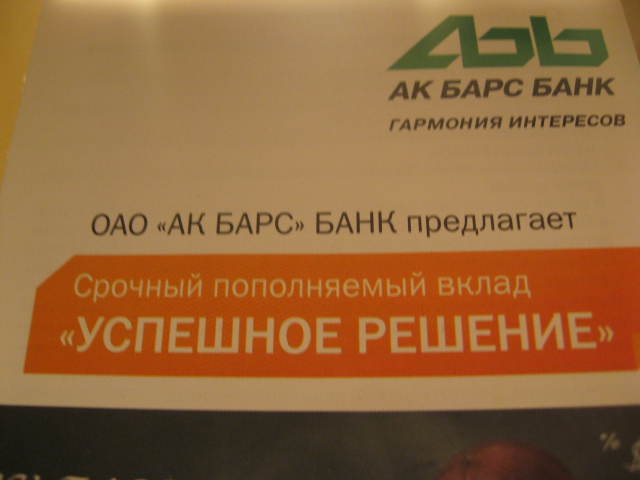 АК БАРС БАНК
ГАРМОНИЯ ИНТЕРЕСОВ
ОАО «АК БАРС» БАНК предлагает
Срочный пополняемый вклад
«УСПЕШНОЕ РЕШЕНИЕ»
%